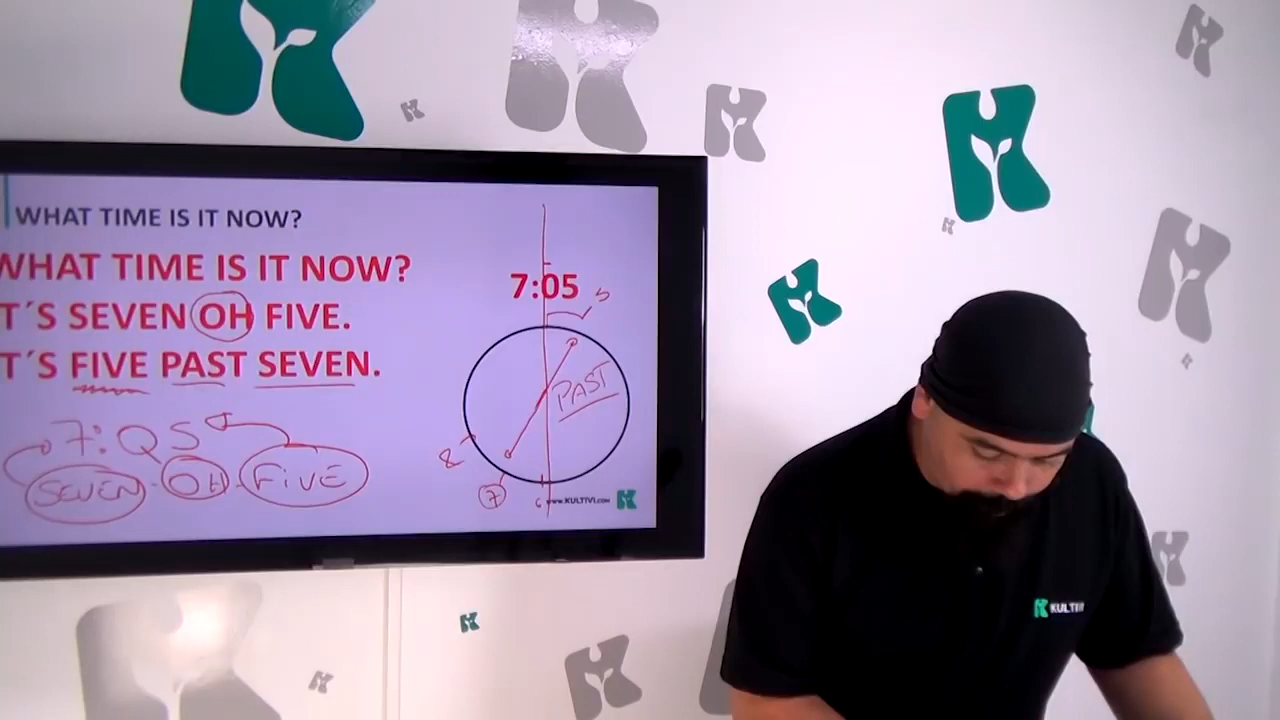 WHAT TIME IS IT NOW?
WHAT TIME IS IT NOW?
T´S SEVEN OH FIVE.
T´S FIVE PAST SEVEN.
7:05
5
PAST
7:05
SEVEN - OH - FIVE
8
7
6
www.KULTIVI.COM
KULTIVI